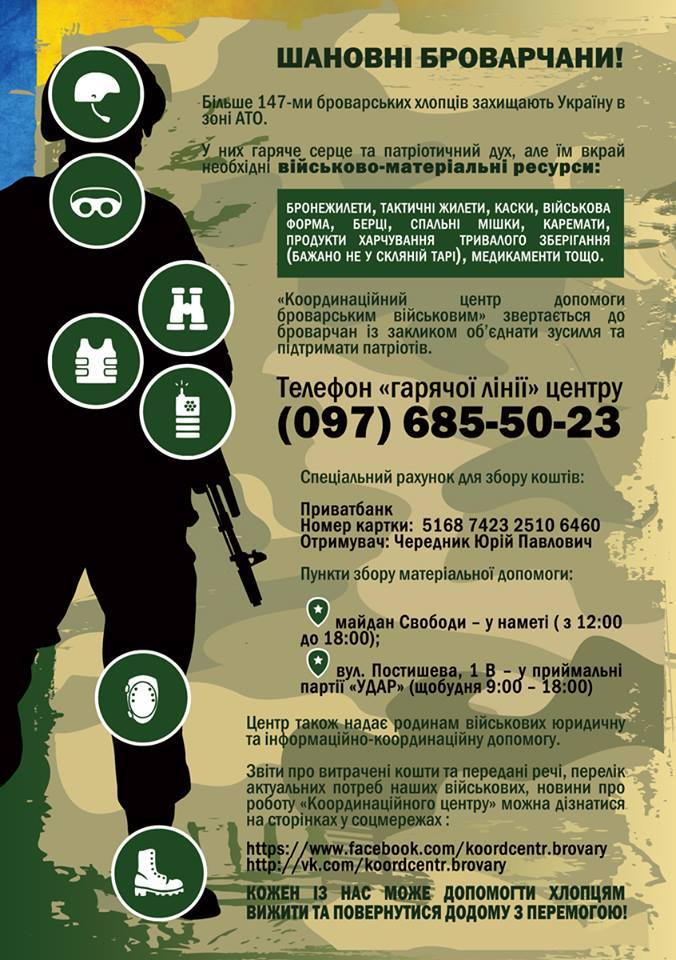 ШАНОВНІ БРОВАРЧАНИ!
Більше 147-ми броварських хлопців захищають Україну в
зоні АТО.
У них гаряче серце та патріотичний дух, але їм вкрай
необхідні військово-матеріальні ресурси:
БРОНЕЖИЛЕТИ, ТАКТИЧНІ ЖИЛЕТИ, КАСКИ, ВІЙСЬКОВА
ФОРМА, БЕРЦІ, СПАЛЬНІ МІШКИ, КАРЕМАТИ,
ПРОДУКТИ ХАРЧУВАННЯ ТРИВАЛОГО ЗБЕРІГАННЯ
(БАЖАНО НЕ У СКЛЯНІЙ ТАРІ), МЕДИКАМЕНТИ ТОЩО.
«Координаційний центр допомоги
броварським військовим» звертається до
броварчан із закликом об’єднати зусилля та
підтримати патріотів.
Телефон «гарячої лінії» центру
(097) 685-50-23
Спеціальний рахунок для збору коштів:
Приватбанк
Номер картки: 5168 7423 2510 6460
Отримувач: Чередник Юрій Павлович
Пункти збору матеріальної допомоги:
майдан Свободи – у наметі ( з 12:00
до 18:00);
вул. Постишева, 1 В – у приймальні
партії «УДАР» (щобудня 9:00 – 18:00)
Центр також надає родинам військових юридичну
та інформаційно-координаційну допомогу.
Звіти про витрачені кошти та передані речі, перелік
актуальних потреб наших військових, новини про
роботу «Координаційного центру» можна дізнатися
на сторінках у соцмережах :
https://www.facebook.com/koordcentr.brovary
http://vk.com/koordcentr.brovary
КОЖЕН ІЗ НАС МОЖЕ ДОПОМОГТИ ХЛОПЦЯМ
ВИЖИТИ ТА ПОВЕРНУТИСЯ ДОДОМУ З ПЕРЕМОГОЮ!